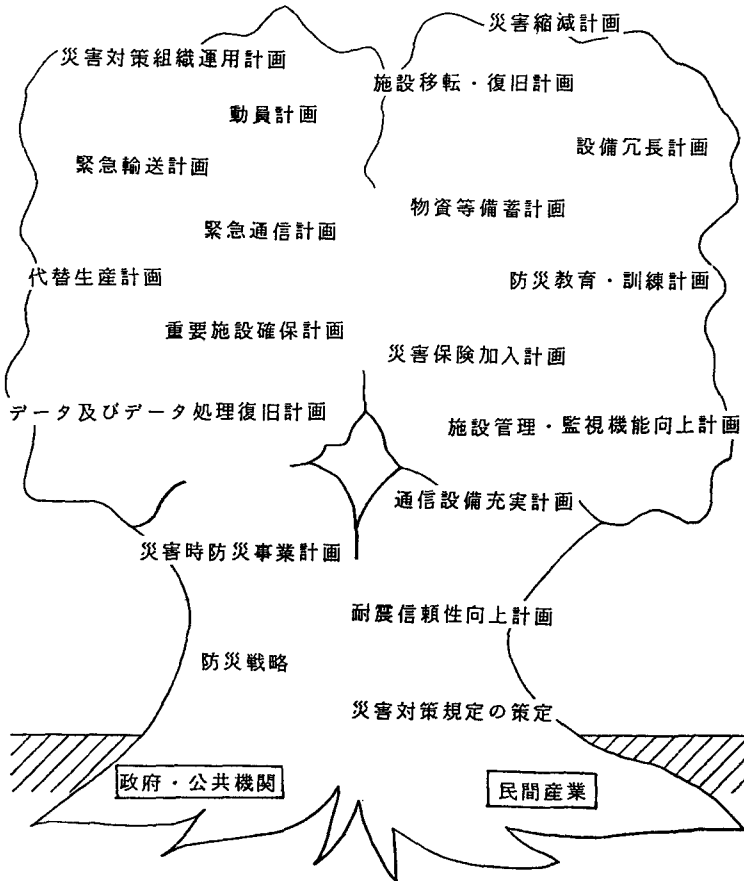 災害縮減計画
災害対策組織運用計画
施設移転・復旧計画
動員計画
設備冗長計画
緊急輸送計画
物資等備蓄計画
緊急通信計画
代替生産計画
防災教育・訓練計画
重要施設確保計画
災害保険加入計画
データ及びデータ処理復旧計画
施設管理・監視機能向上計画
通信設備充実計画
災害時防災事業計画
耐震信頼性向上計画
防災戦略
災害対策規定の策定
政府・公共機関
民間産業